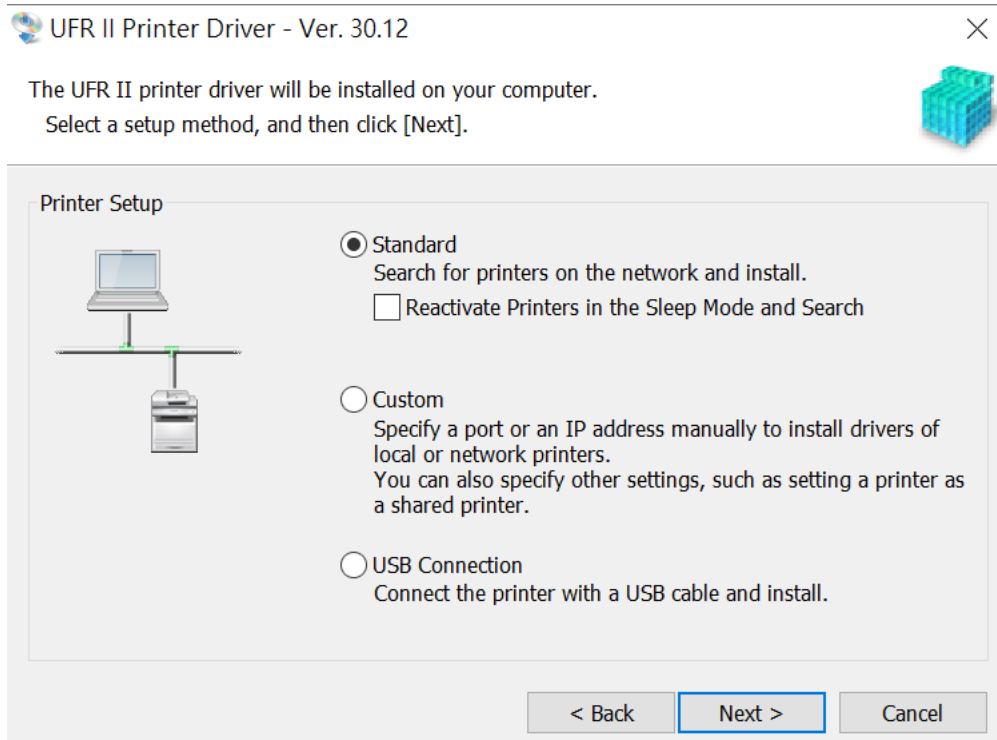 UFR II Printer Driver - Ver. 30.12
The UFR II printer driver will be installed on your computer.
Select a setup method, and then click [Next].
Printer Setup
Standard
Search for printers on the network and install.
Reactivate Printers in the Sleep Mode and Search
Custom
Specify a port or an IP address manually to install drivers of
local or network printers.
You can also specify other settings, such as setting a printer as
a shared printer.
USB Connection
Connect the printer with a USB cable and install.
< Back Next > Cancel